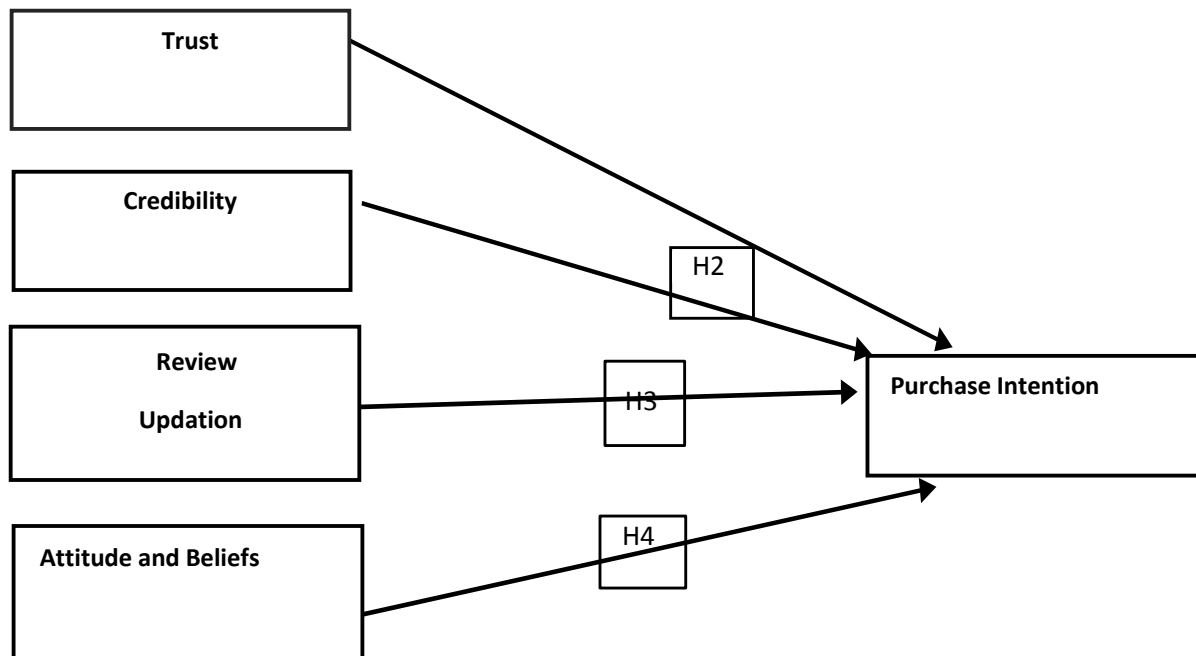 Trust
Credibility
H2
Review
Updation
H3
Purchase Intention
H4
Attitude and Beliefs